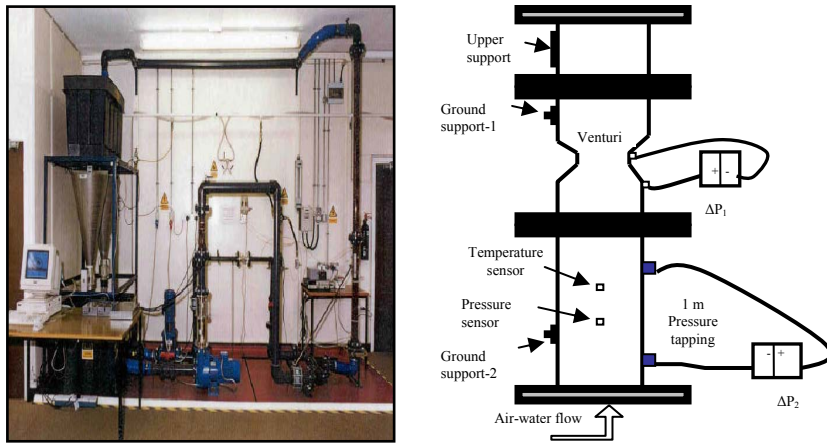 Upper
support
Ground
support-1
Venturi
+ -
ΔP1
Temperature
sensor
Pressure
sensor
1 m
Pressure
tapping
Ground
support-2
- +
ΔP2
Air-water flow